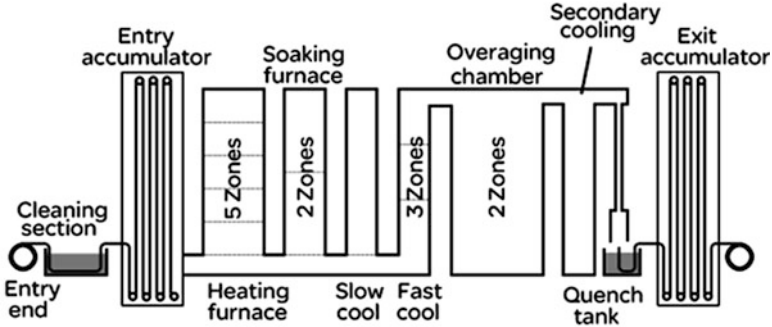 Entry
accumulator
Soaking
furnace
Overaging
chamber
Secondary
cooling
Exit
accumulator
5 Zones
2 Zones
3 Zones
2 Zones
Cleaning
section
Entry
end
Heating
furnace
Slow
cool
Fast
cool
Quench
tank